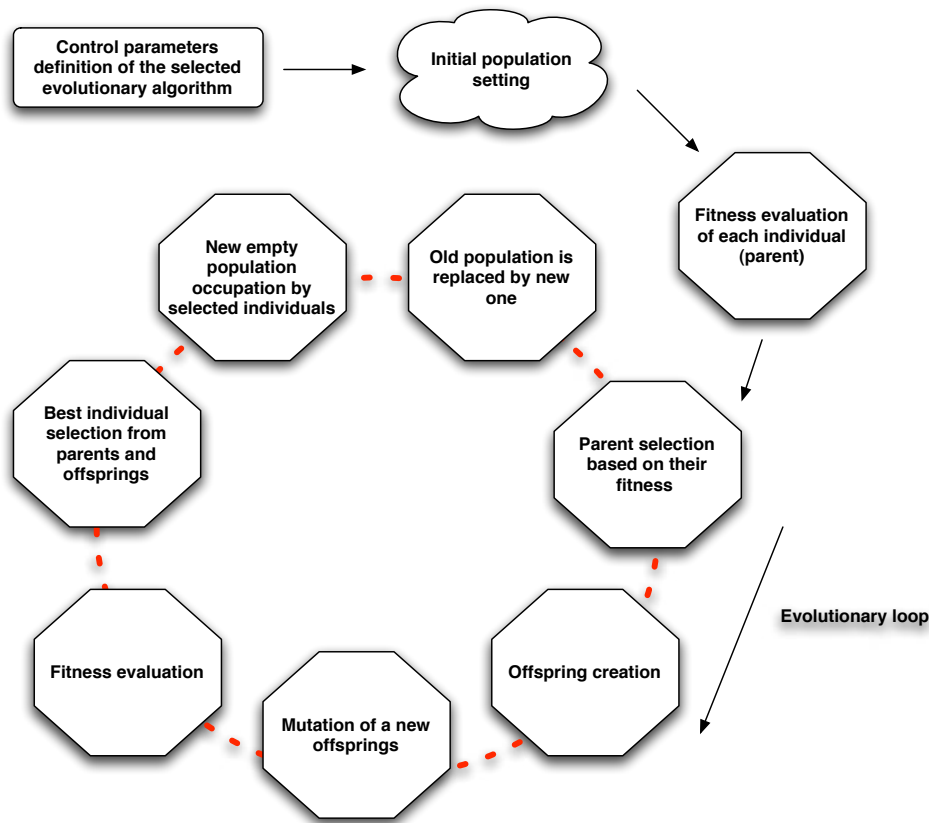 Control parameters
definition of the selected
evolutionary algorithm
Initial population
setting
Fitness evaluation
of each individual
(parent)
New empty
population
occupation by
selected individuals
Old population is
replaced by new
one
Best individual
selection from
parents and
offsprings
Parent selection
based on their
fitness
Evolutionary loop
Fitness evaluation
Offspring creation
Mutation of a new
offsprings